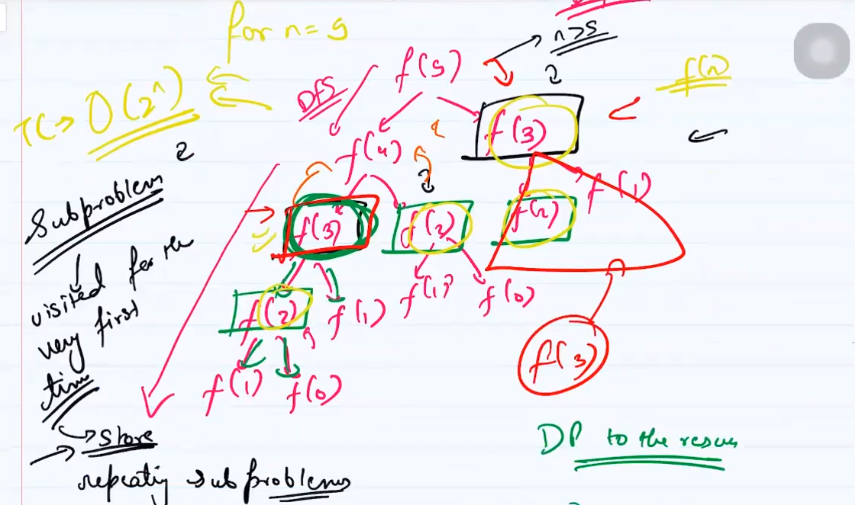 for n = 5
n>5
f(5)
f(n)
TC → O(2^n)
DFS
f(3)
f(4)
2
Subproblem
f(3)
f(2)
f(2)
f(1)
visited for the
very first
time
f(2)
f(1)
f(1)
f(0)
f(1)
f(0)
f(3)
→ store
DP to the rescue
repeating subproblems